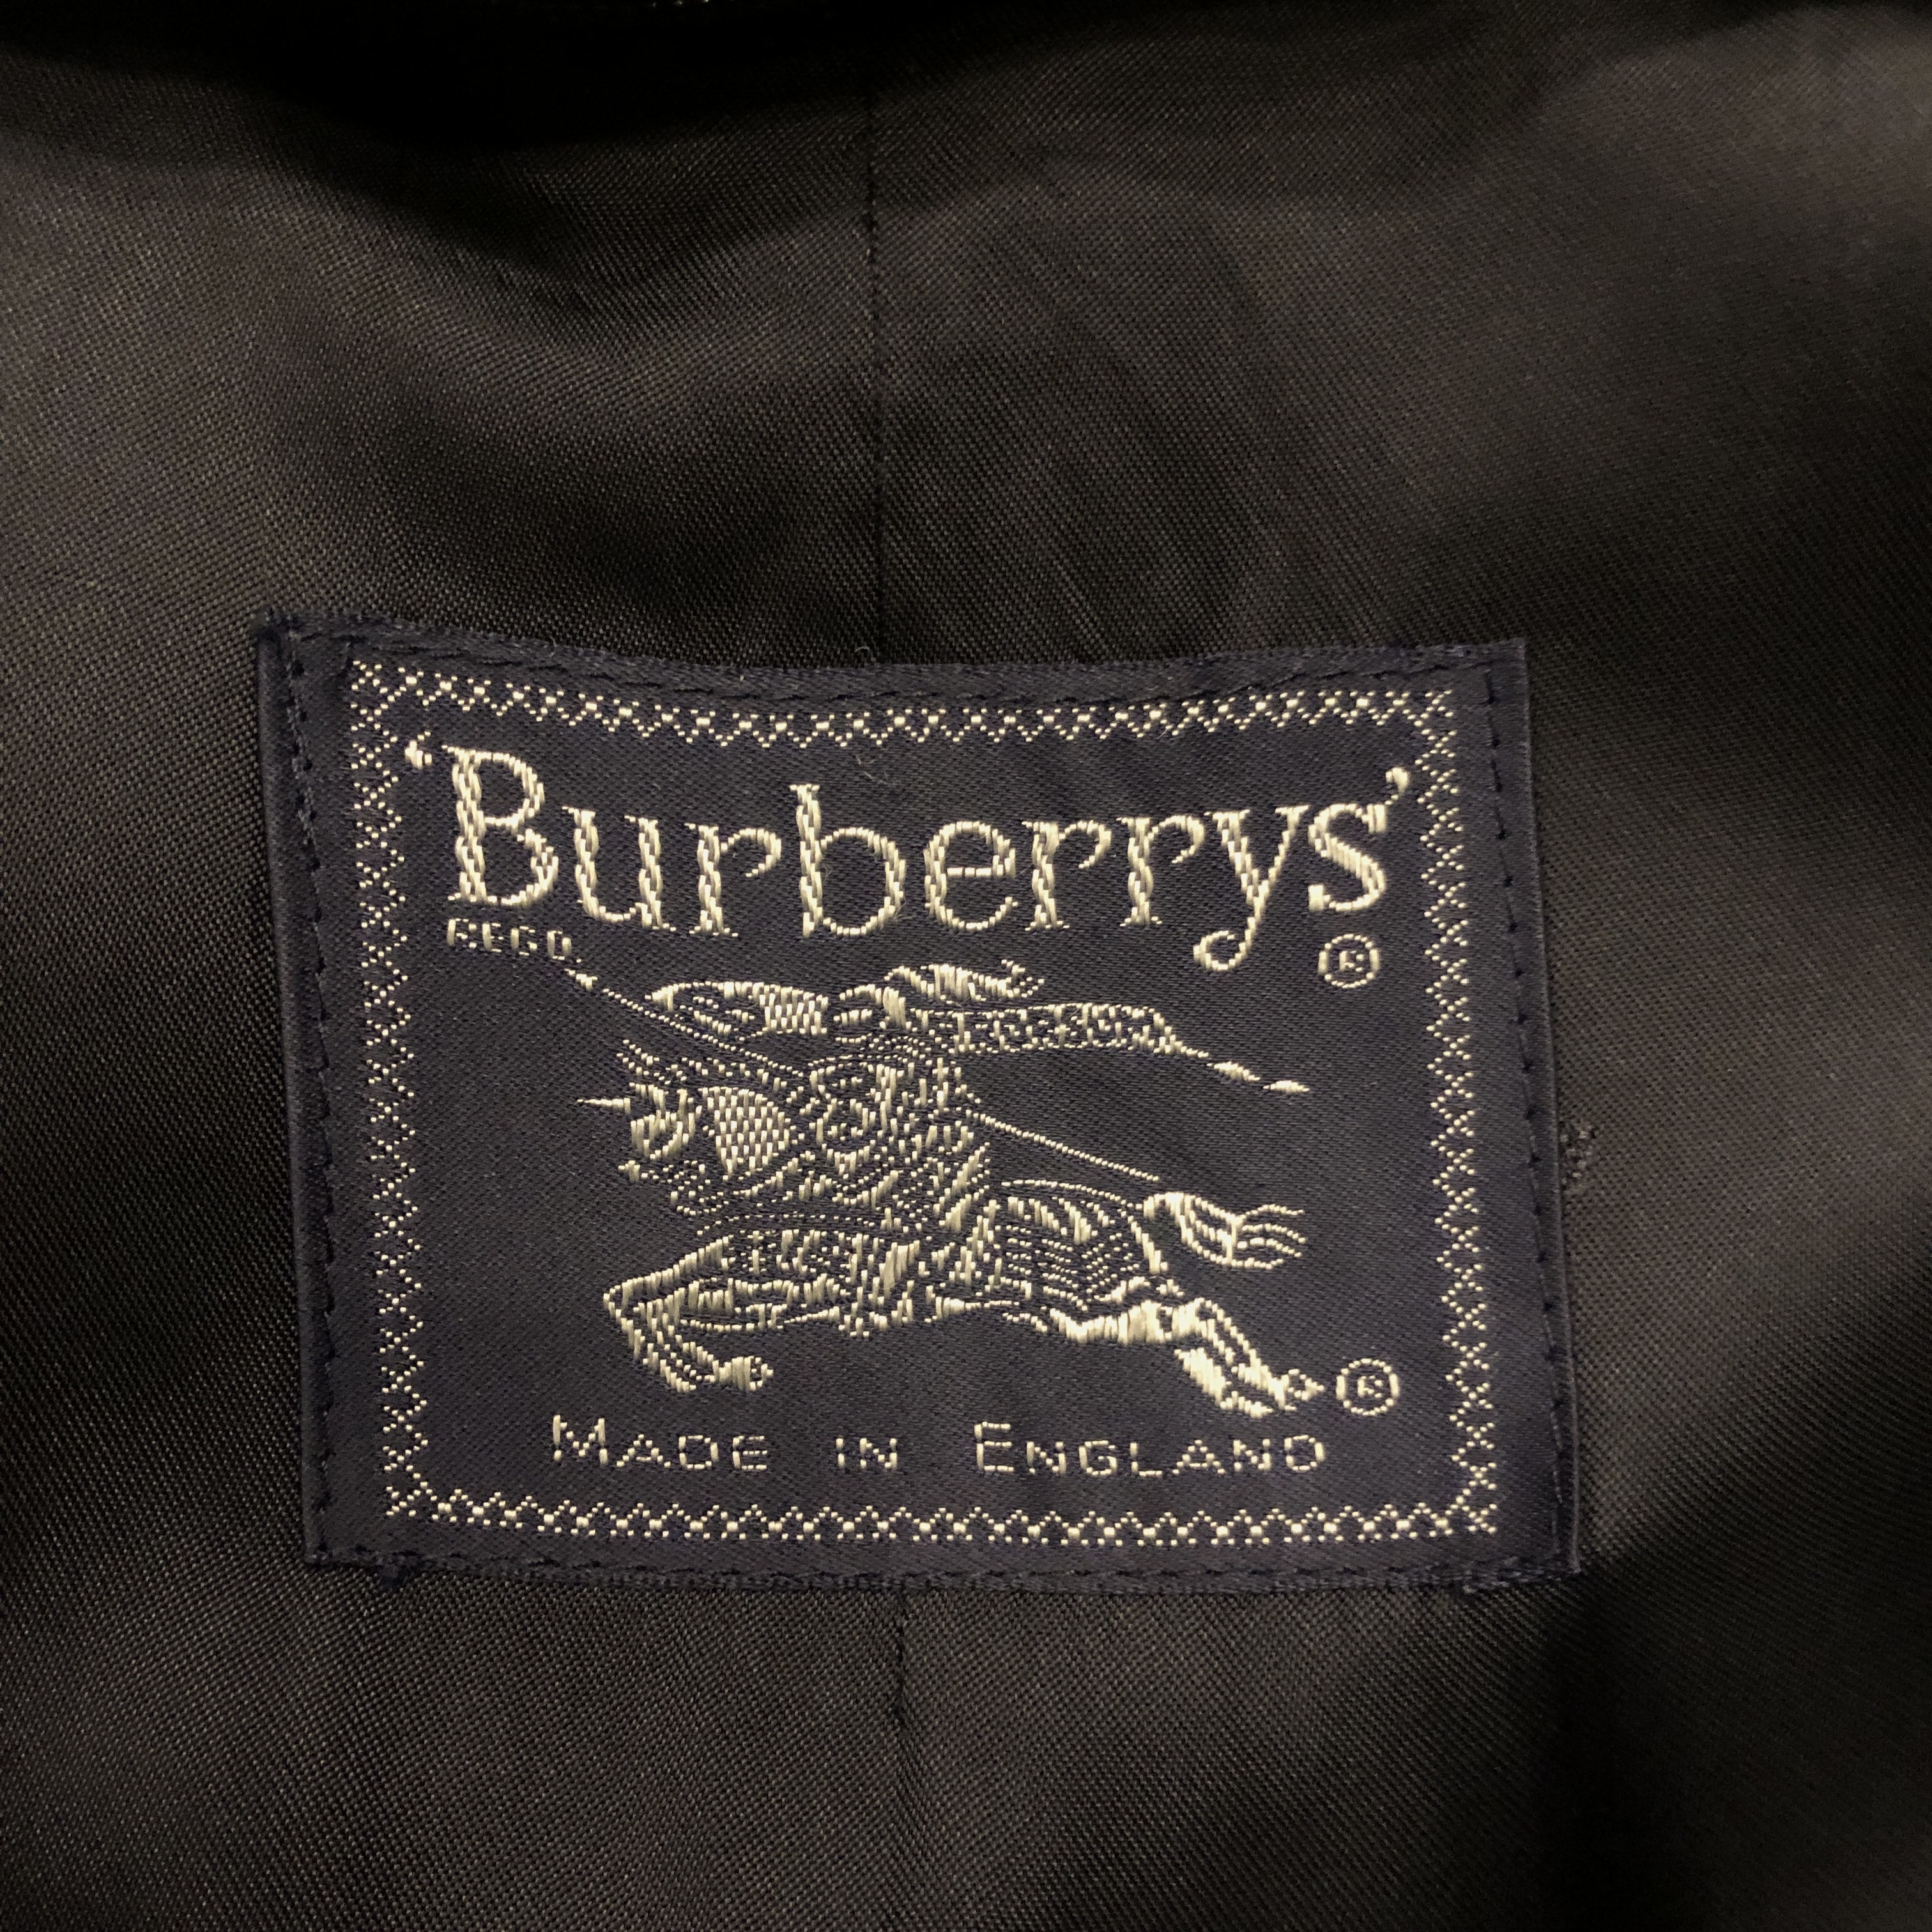 ‘Burberrys’
REGD. ®
®
MADE IN ENGLAND